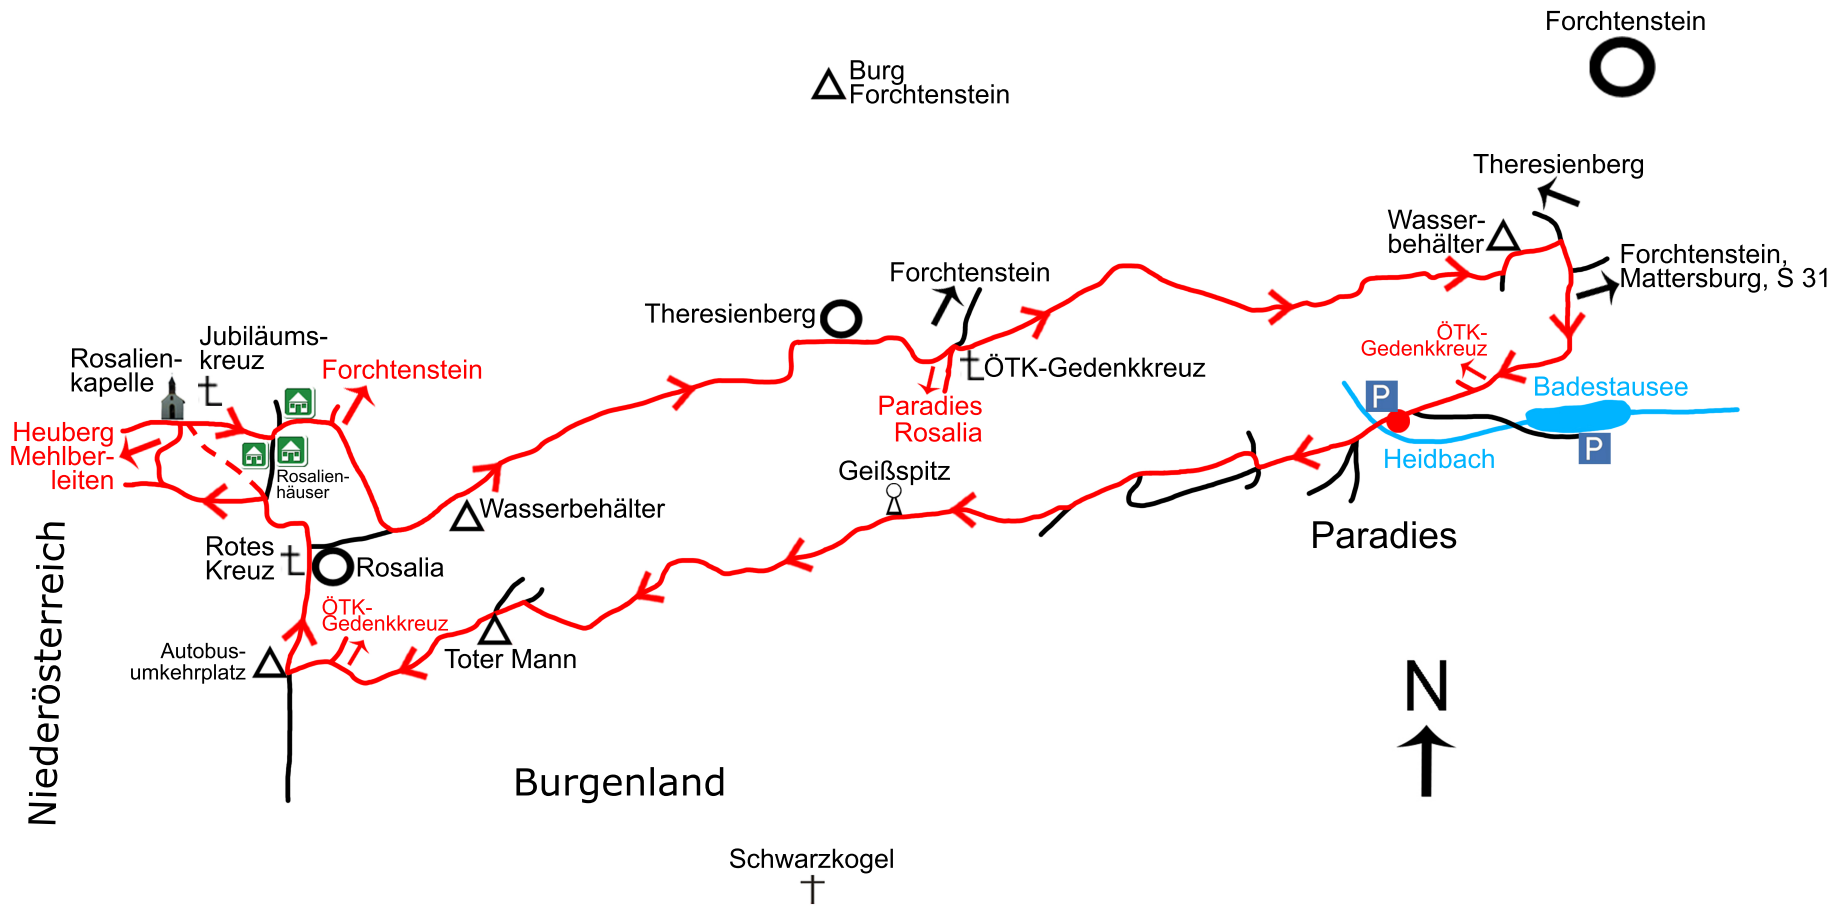 Forchtenstein
Burg
Forchtenstein
Theresienberg
Wasser-
behälter
Forchtenstein,
Mattersburg, S 31
Forchtenstein
Theresienberg
ÖTK-
Gedenkkreuz
Jubiläums-
kreuz
Rosalien-
kapelle
Forchtenstein
ÖTK-Gedenkkreuz
Badestausee
P
Paradies
Rosalia
Heuberg
Mehlber-
leiten
P
Heidbach
Rosalien-
häuser
Geißspitz
Wasserbehälter
Paradies
Rotes
Kreuz
Rosalia
ÖTK-
Gedenkkreuz
Autobus-
umkehrplatz
Toter Mann
Niederösterreich
N
Burgenland
Schwarzkogel